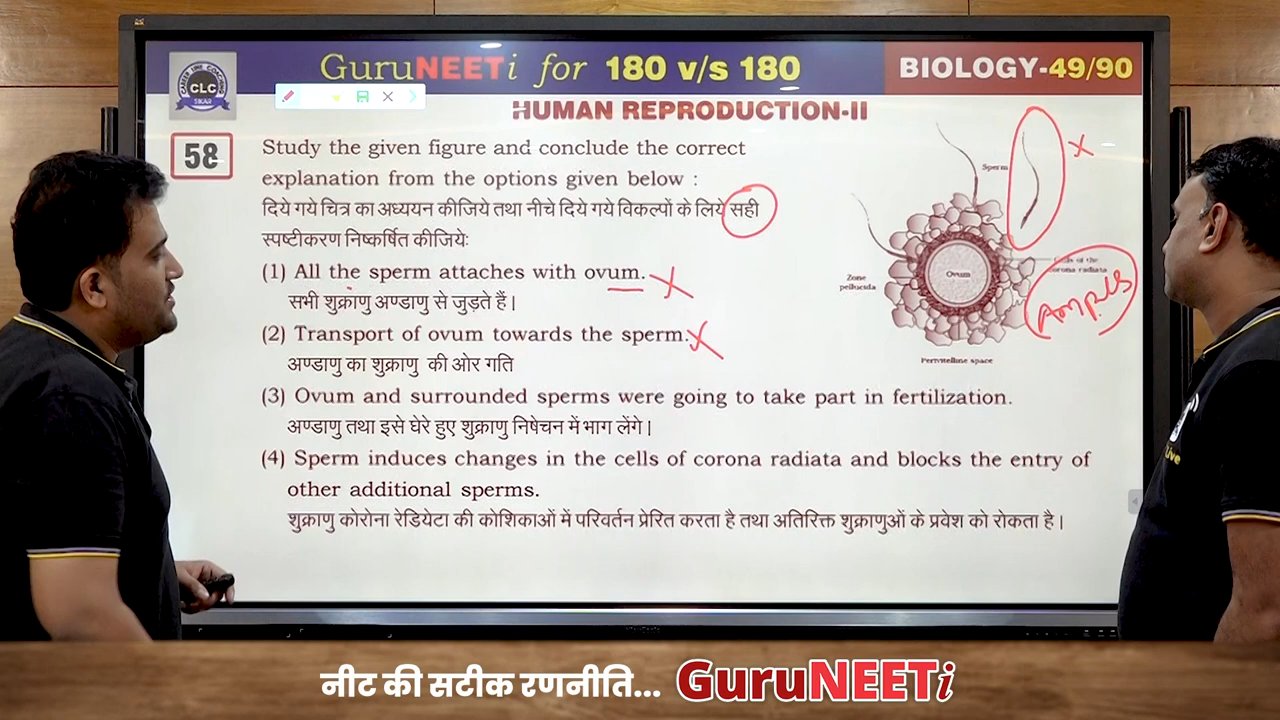 GuruNEETi for 180 v/s 180
BIOLOGY-49/90
CLC
SIKAR
HUMAN REPRODUCTION-II
58
Study the given figure and conclude the correct
explanation from the options given below :
दिये गये चित्र का अध्ययन कीजिये तथा नीचे दिये गये विकल्पों के लिये सही
स्पष्टीकरण निष्कर्षित कीजियेः
(1) All the sperm attaches with ovum.
सभी शुक्राणु अण्डाणु से जुड़ते हैं।
(2) Transport of ovum towards the sperm.
अण्डाणु का शुक्राणु की ओर गति
(3) Ovum and surrounded sperms were going to take part in fertilization.
अण्डाणु तथा इसे घेरे हुए शुक्राणु निषेचन में भाग लेंगे।
(4) Sperm induces changes in the cells of corona radiata and blocks the entry of
other additional sperms.
शुक्राणु कोरोना रेडियेटा की कोशिकाओं में परिवर्तन प्रेरित करता है तथा अतिरिक्त शुक्राणुओं के प्रवेश को रोकता है।
Sperm
Zone
pellucida
Ovum
of the
corona radiata
Perivitelline space
नीट की सटीक रणनीति... GuruNEETi